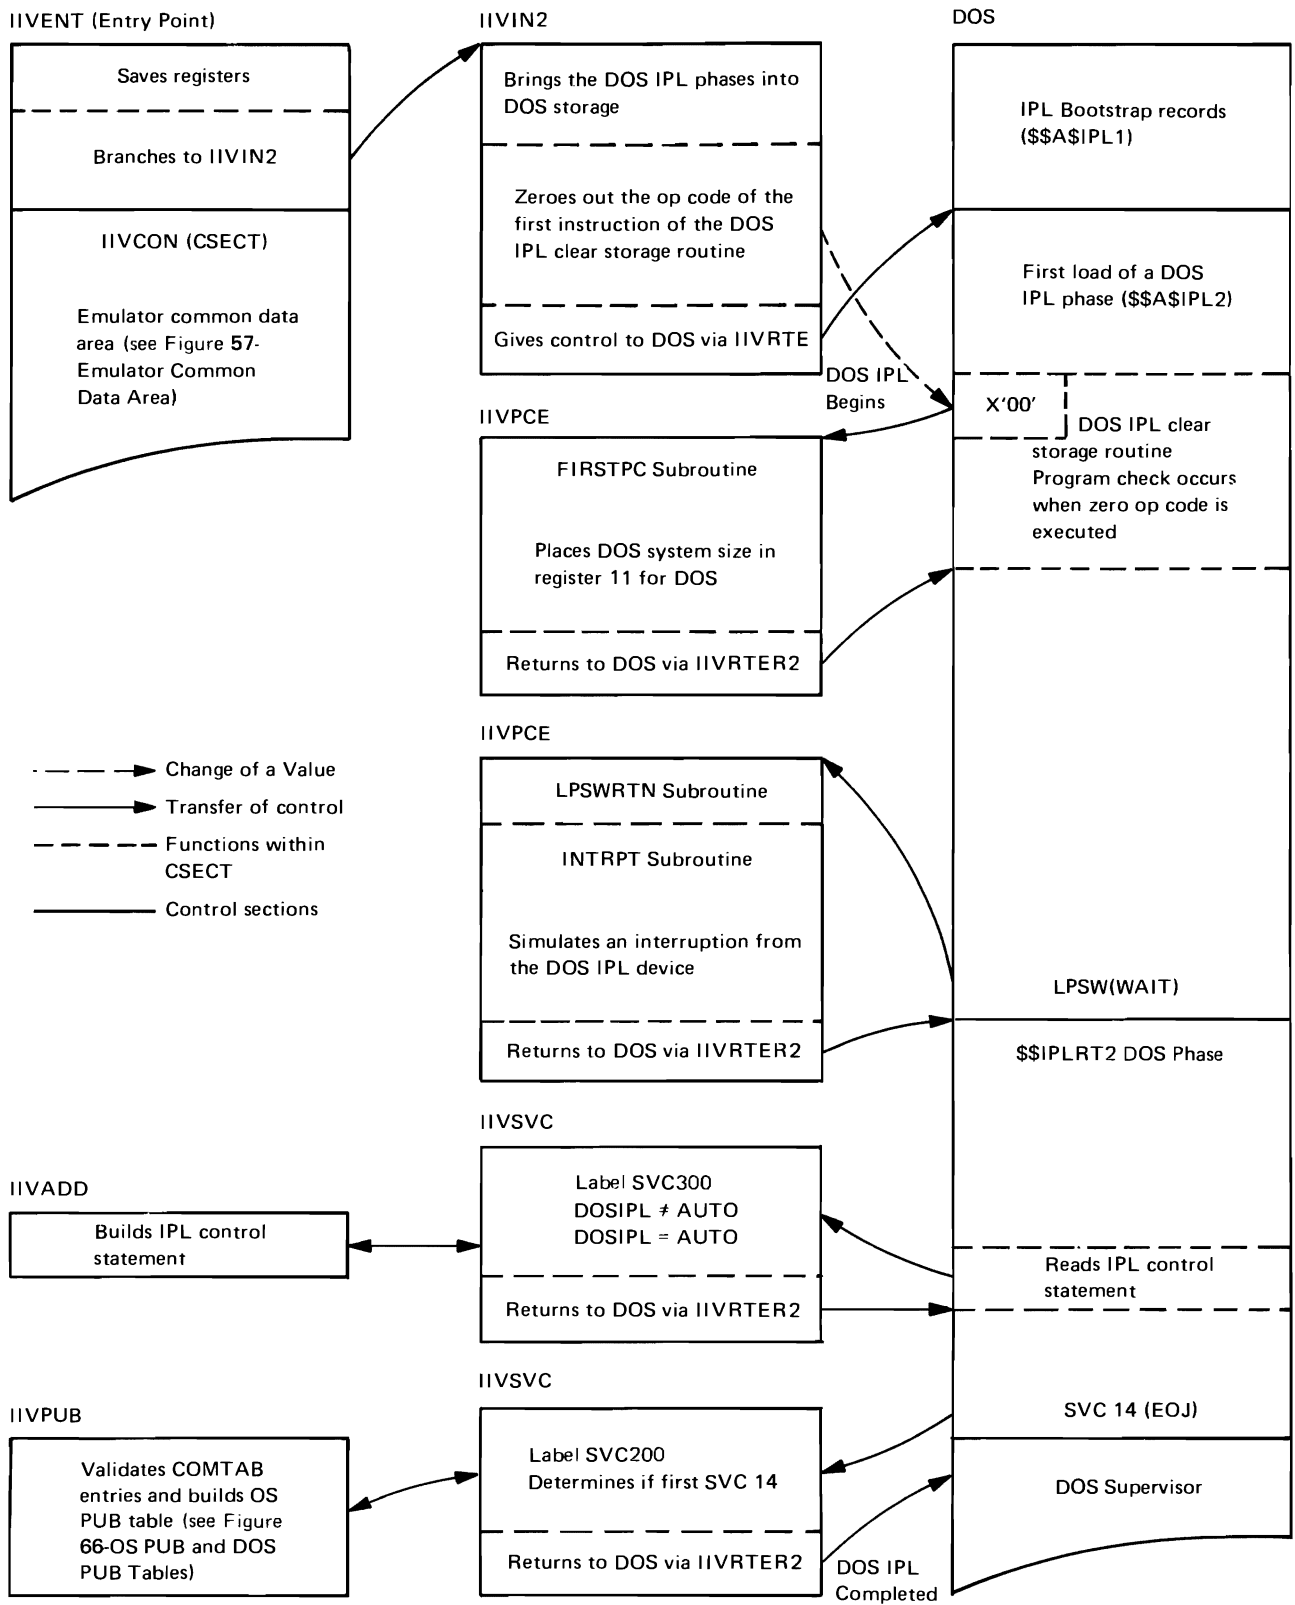 IIVENT (Entry Point)
Saves registers
Branches to IIVIN2
IIVCON (CSECT)
Emulator common data
area (see Figure 57-
Emulator Common
Data Area)
IIVIN2
Brings the DOS IPL phases into
DOS storage
Zeroes out the op code of the
first instruction of the DOS
IPL clear storage routine
Gives control to DOS via IIVRTE
DOS
IPL Bootstrap records
($$A$IPL1)
First load of a DOS
IPL phase ($$A$IPL2)
DOS IPL
Begins
X'00'
DOS IPL clear
storage routine
Program check occurs
when zero op code is
executed
IIVPCE
FIRSTPC Subroutine
Places DOS system size in
register 11 for DOS
Returns to DOS via IIVRTER2
IIVPCE
LPSWRTN Subroutine
INTRPT Subroutine
Simulates an interruption from
the DOS IPL device
Returns to DOS via IIVRTER2
Change of a Value
Transfer of control
Functions within
CSECT
Control sections
LPSW(WAIT)
$$IPLRT2 DOS Phase
IIVSVC
Label SVC300
DOSIPL ≠ AUTO
DOSIPL = AUTO
Returns to DOS via IIVRTER2
IIVADD
Builds IPL control
statement
Reads IPL control
statement
SVC 14 (EOJ)
IIVSVC
Label SVC200
Determines if first SVC 14
Returns to DOS via IIVRTER2
IIVPUB
Validates COMTAB
entries and builds OS
PUB table (see Figure
66-OS PUB and DOS
PUB Tables)
DOS Supervisor
DOS IPL
Completed